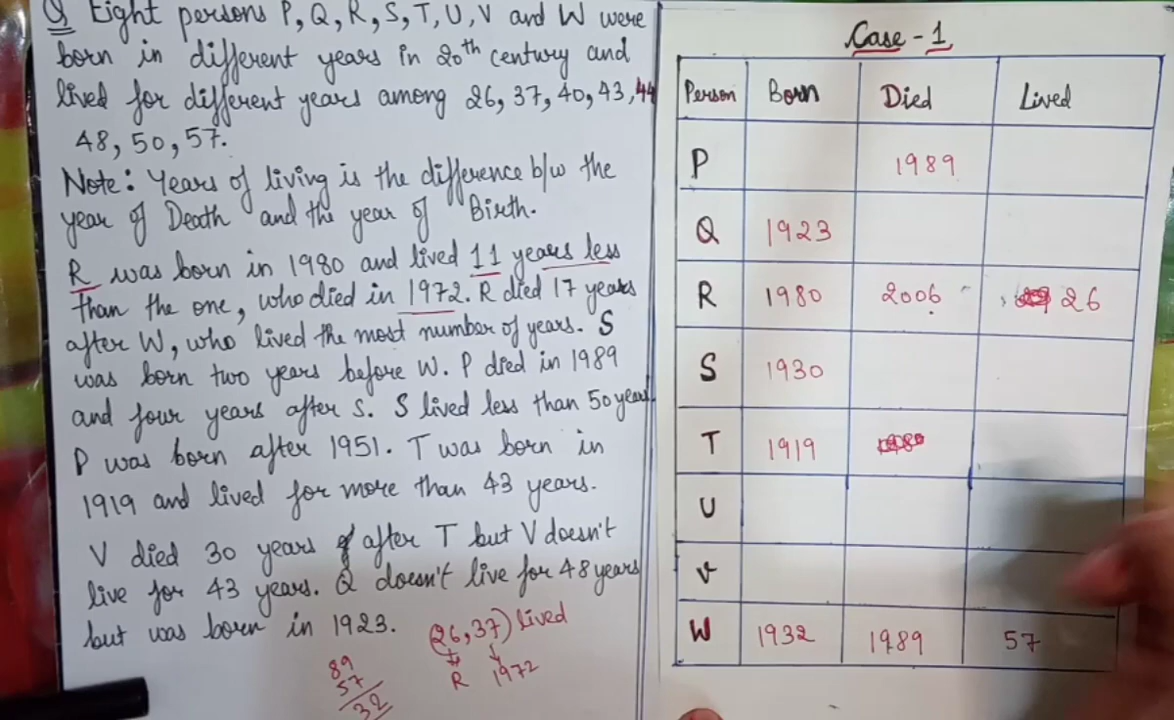 Q Eight persons P, Q, R, S, T, U, V and W were
born in different years in 20th century and
lived for different years among 26, 37, 40, 43, 44
48, 50, 57.
Note: Years of living is the difference b/w the
year of Death and the year of Birth.
R was born in 1980 and lived 11 years less
than the one, who died in 1972. R died 17 years
after W, who lived the most number of years. S
was born two years before W. P died in 1989
and four years after S. S lived less than 50 years
P was born after 1951. T was born in
1919 and lived for more than 43 years.
V died 30 years after T but V doesn't
live for 43 years. Q doesn't live for 48 years
but was born in 1923.
(26, 37) lived
R 1972
89
57
32
Case - 1
Person Born Died Lived
P 1989
Q 1923
R 1980 2006 26
S 1930
T 1919
U
V
W 1932 1989 57